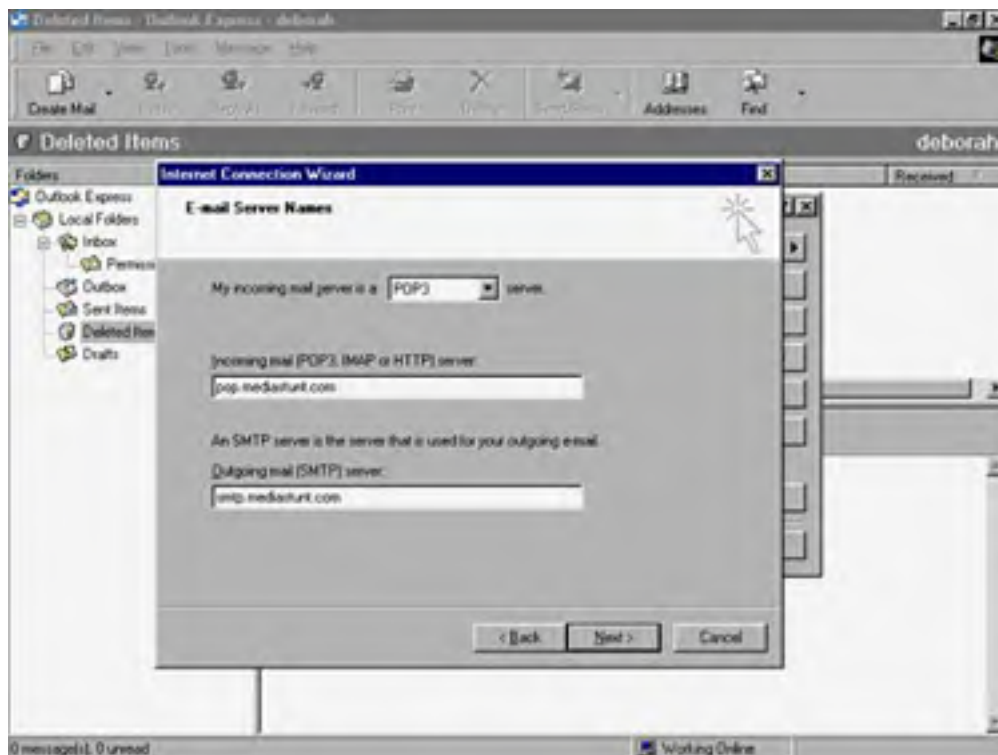 Deleted Items - Outlook Express - deborah
File Edit View Tools Message Help
Create Mail Print Delete Addresses Find
Deleted Items deborah
Folders
Received
Outlook Express
Local Folders
Inbox
Outbox
Sent Items
Deleted Item
Drafts
Internet Connection Wizard
E-mail Server Names
My incoming mail server is a POP3 server.
Incoming mail (POP3, IMAP or HTTP) server:
pop.mediastunt.com
An SMTP server is the server that is used for your outgoing e-mail.
Outgoing mail (SMTP) server:
smtp.mediastunt.com
< Back Next > Cancel
0 message(s), 0 unread Working Online